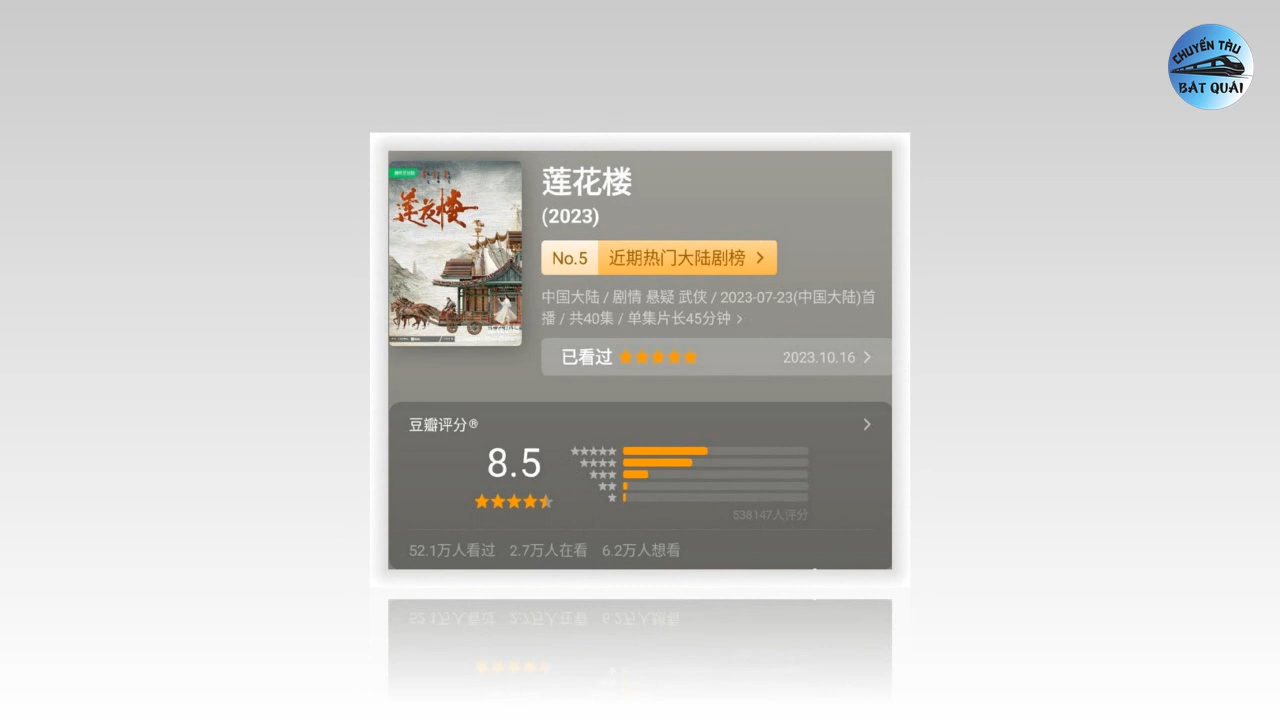 CHUYẾN TÀU
BÁT QUÁI
莲花楼
莲花楼
(2023)
No.5 近期热门大陆剧榜
中国大陆 / 剧情 悬疑 武侠 / 2023-07-23(中国大陆)首
播 / 共40集 / 单集片长45分钟
已看过 2023.10.16
豆瓣评分®
8.5
538147人评分
52.1万人看过 2.7万人在看 6.2万人想看